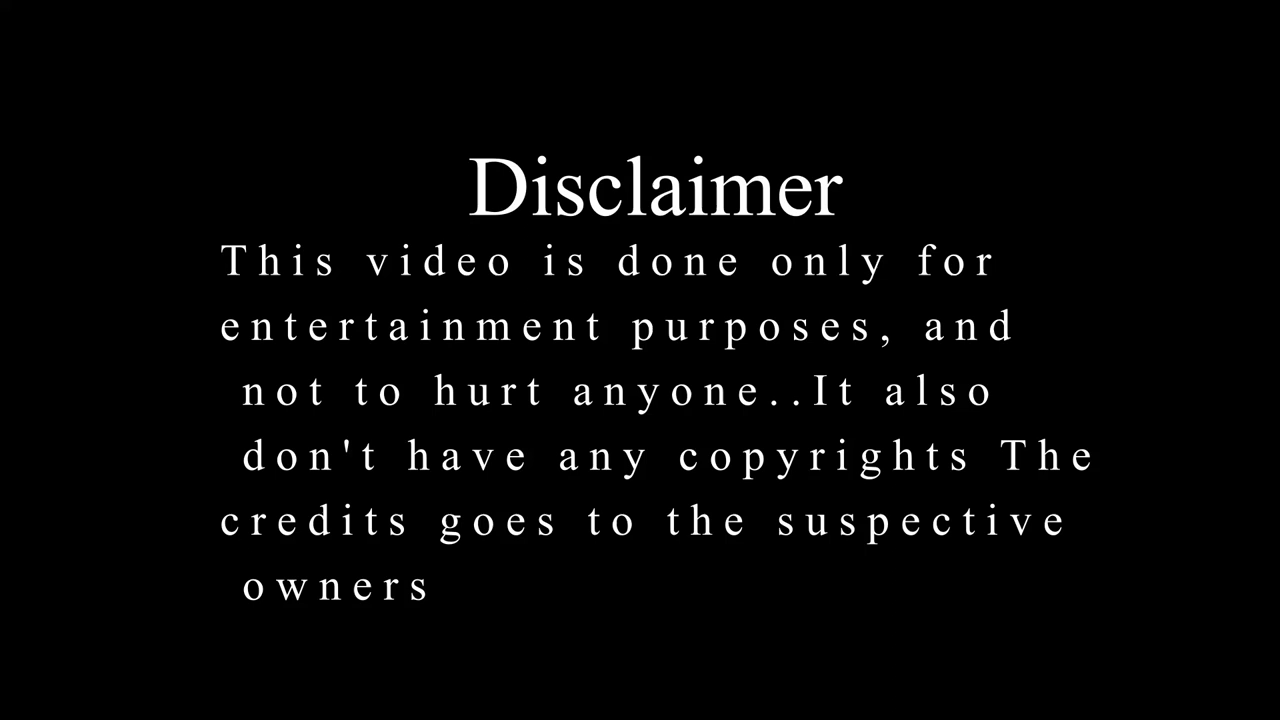 Disclaimer
This video is done only for
entertainment purposes, and
not to hurt anyone..It also
don't have any copyrights The
credits goes to the suspective
owners